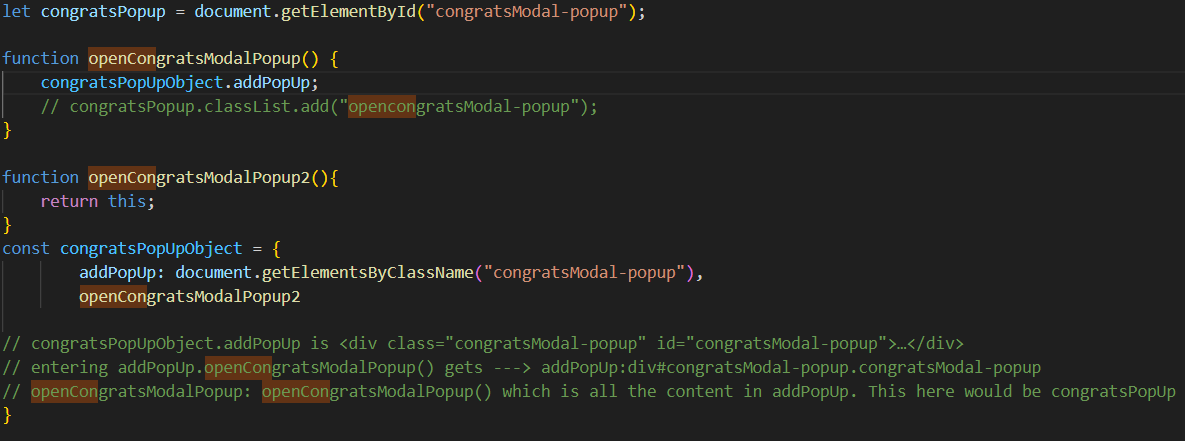 let congratsPopup = document.getElementById("congratsModal-popup");
function openCongratsModalPopup() {
congratsPopUpObject.addPopUp;
// congratsPopup.classList.add("opencongratsModal-popup");
}
function openCongratsModalPopup2(){
return this;
}
const congratsPopUpObject = {
addPopUp: document.getElementsByClassName("congratsModal-popup"),
openCongratsModalPopup2
// congratsPopUpObject.addPopUp is <div class="congratsModal-popup" id="congratsModal-popup">…</div>
// entering addPopUp.openCongratsModalPopup() gets ---> addPopUp:div#congratsModal-popup.congratsModal-popup
// openCongratsModalPopup: openCongratsModalPopup() which is all the content in addPopUp. This here would be congratsPopUp
}